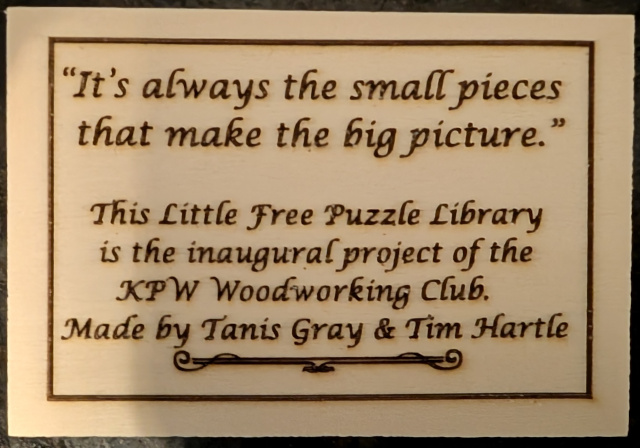 “It's always the small pieces
that make the big picture.”
This Little Free Puzzle Library
is the inaugural project of the
KPW Woodworking Club.
Made by Tanis Gray & Tim Hartle